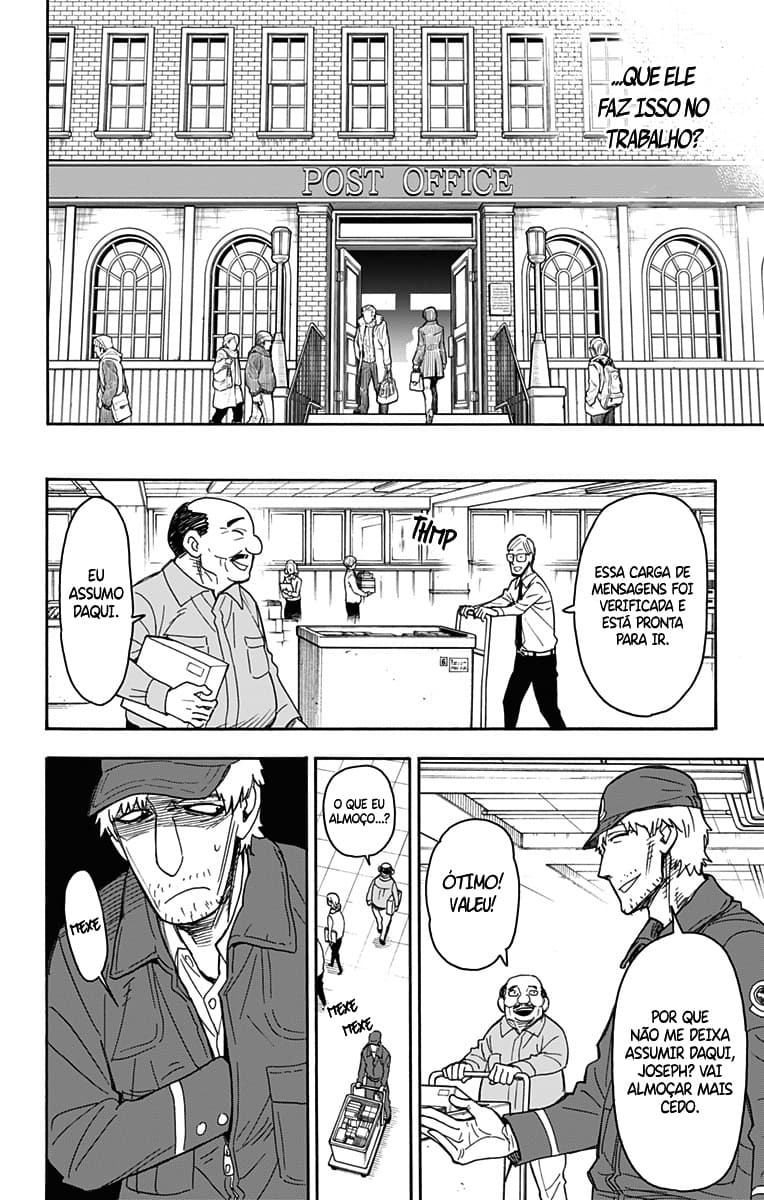 ...QUE ELE
FAZ ISSO NO
TRABALHO?
POST OFFICE
THMP
ESSA CARGA DE
MENSAGENS FOI
VERIFICADA E
ESTÁ PRONTA
PARA IR.
EU
ASSUMO
DAQUI.
6
POR QUE
NÃO ME DEIXA
ASSUMIR DAQUI,
JOSEPH? VAI
ALMOÇAR MAIS
CEDO.
ÓTIMO!
VALEU!
O QUE EU
ALMOÇO...?
MEXE
MEXE
MEXE